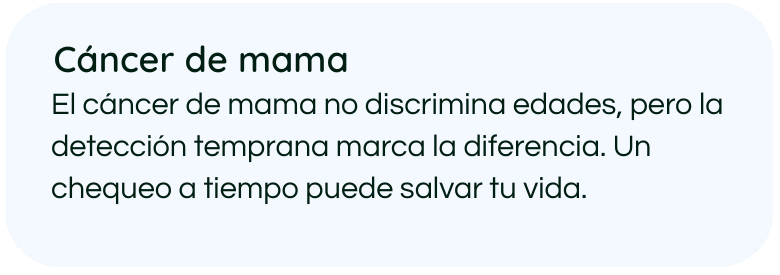 Cáncer de mama
El cáncer de mama no discrimina edades, pero la
detección temprana marca la diferencia. Un
chequeo a tiempo puede salvar tu vida.